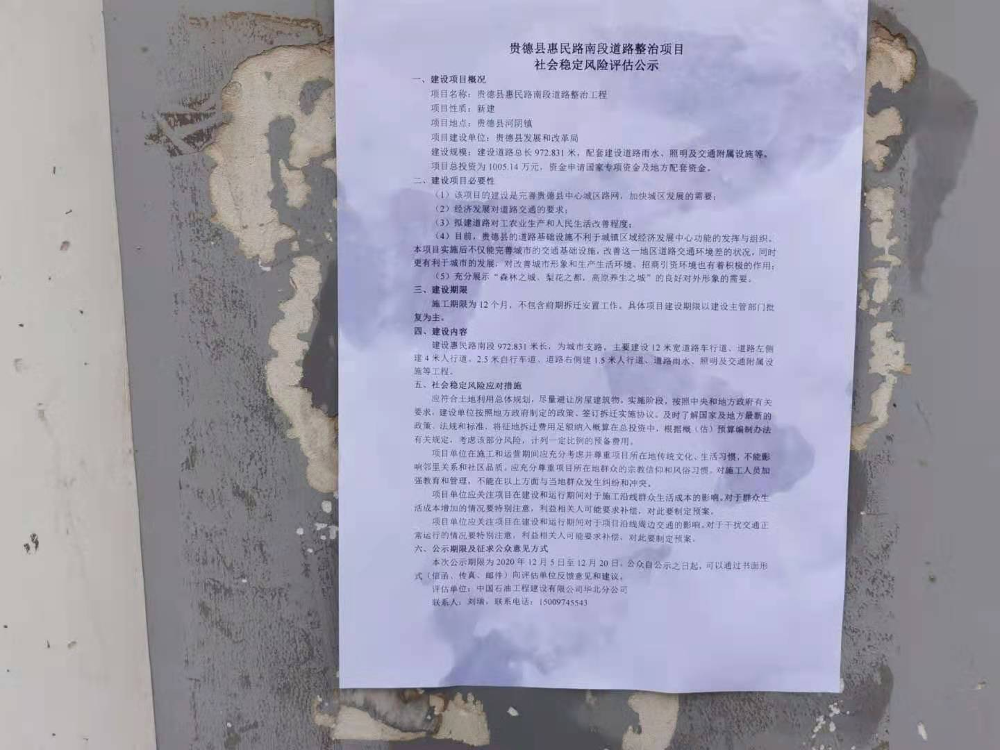 贵德县惠民路南段道路整治项目
社会稳定风险评估公示
一、建设项目概况
项目名称：贵德县惠民路南段道路整治工程
项目性质：新建
项目地点：贵德县河阴镇
项目建设单位：贵德县发展和改革局
建设规模：建设道路总长 972.831 米，配套建设道路雨水、照明及交通附属设施等。
项目总投资为 1005.14 万元，资金申请国家专项资金及地方配套资金。
二、建设项目必要性
（1）该项目的建设是完善贵德县中心城区路网，加快城区发展的需要；
（2）经济发展对道路交通的要求；
（3）拟建道路对工农业生产和人民生活改善程度；
（4）目前，贵德县的道路基础设施不利于城镇区域经济发展中心功能的发挥与组织。
本项目实施后不仅能完善城市的交通基础设施，改善这一地区道路交通环境差的状况，同时
更有利于城市的发展，对改善城市形象和生产生活环境、招商引资环境也有着积极的作用；
（5）充分展示“森林之城、梨花之都，高原养生之城”的良好对外形象的需要。
三、建设期限
施工期限为 12 个月，不包含前期拆迁安置工作。具体项目建设期限以建设主管部门批
复为主。
四、建设内容
建设惠民路南段 972.831 米长，为城市支路，主要建设 12 米宽道路车行道、道路左侧
建 4 米人行道、2.5 米自行车道、道路右侧建 1.5 米人行道、道路雨水、照明及交通附属设
施等工程。
五、社会稳定风险应对措施
应符合土地利用总体规划，尽量避让房屋建筑物。实施阶段，按照中央和地方政府有关
要求，建设单位按照地方政府制定的政策、签订拆迁实施协议。及时了解国家及地方最新的
政策、法规和标准，将征地拆迁费用足额纳入概算在总投资中，根据概（估）预算编制办法
有关规定，考虑该部分风险，计列一定比例的预备费用。
项目单位在施工和运营期间应充分考虑并尊重项目所在地传统文化、生活习惯，不能影
响邻里关系和社区品质。应充分尊重项目所在地群众的宗教信仰和风俗习惯。对施工人员加
强教育和管理，不能在以上方面与当地群众发生纠纷和冲突。
项目单位应关注项目在建设和运行期间对于施工沿线群众生活成本的影响。对于群众生
活成本增加的情况要特别注意，利益相关人可能要求补偿，对此要制定预案。
项目单位应关注项目在建设和运行期间对于项目沿线周边交通的影响。对于干扰交通正
常运行的情况要特别注意，利益相关人可能要求补偿，对此要制定预案。
六、公示期限及征求公众意见方式
本次公示期限为 2020 年 12 月 5 日至 12 月 20 日。公众自公示之日起，可以通过书面形
式（信函、传真、邮件）向评估单位反馈意见和建议。
评估单位：中国石油工程建设有限公司华北分公司
联系人：刘瑞，联系电话：15009745543